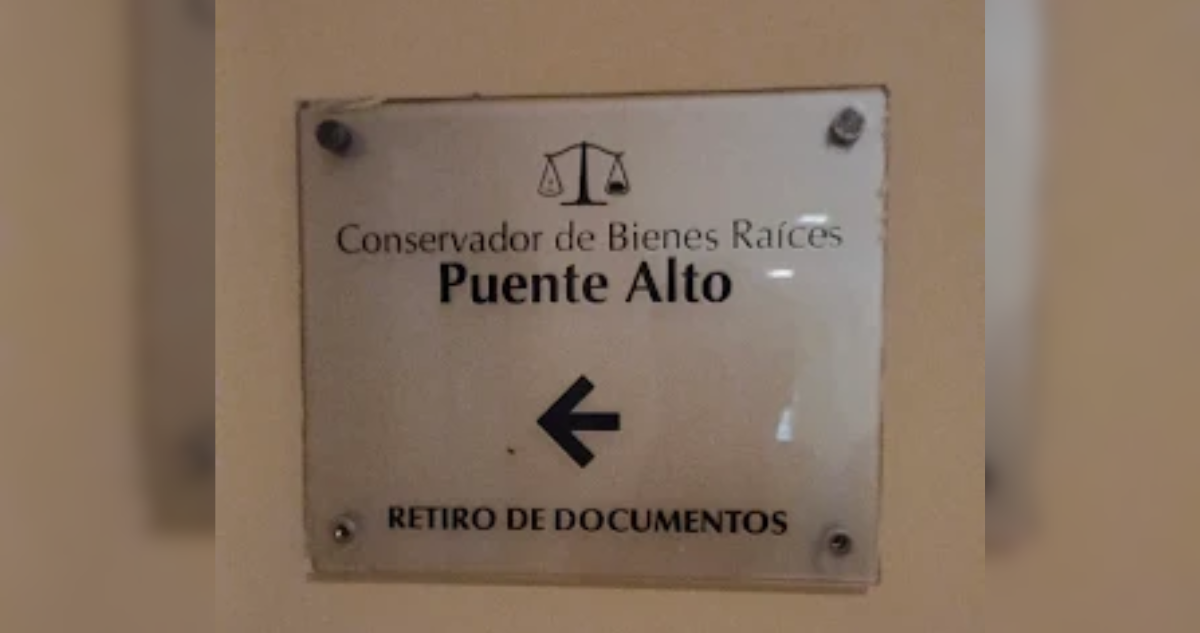 Conservador de Bienes Raíces
Puente Alto
RETIRO DE DOCUMENTOS